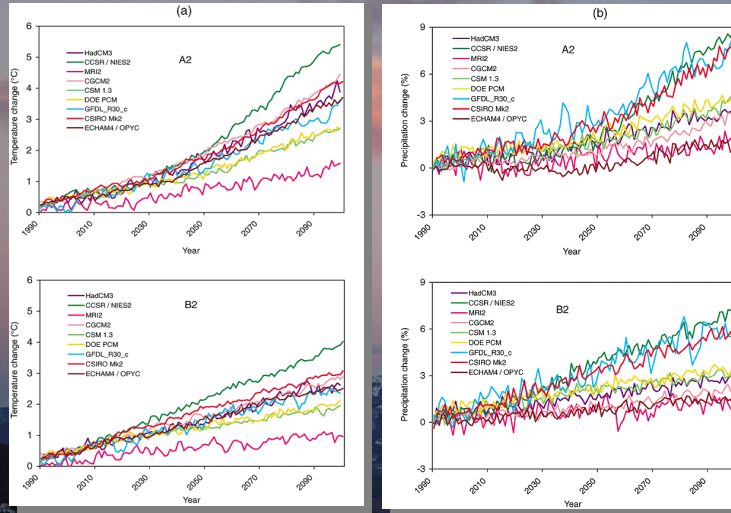 (a)
Temperature change (°C)
6
5
4
3
2
1
0
HadCM3
CCSR / NIES2
MRI2
CGCM2
CSM 1.3
DOE PCM
GFDL_R30_c
CSIRO Mk2
ECHAM4 / OPYC
A2
1990
2010
2030
2050
2070
2090
Year
Temperature change (°C)
6
5
4
3
2
1
0
HadCM3
CCSR / NIES2
MRI2
CGCM2
CSM 1.3
DOE PCM
GFDL_R30_c
CSIRO Mk2
ECHAM4 / OPYC
B2
1990
2010
2030
2050
2070
2090
Year
(b)
Precipitation change (%)
9
6
3
0
-3
HadCM3
CCSR / NIES2
MRI2
CGCM2
CSM 1.3
DOE PCM
GFDL_R30_c
CSIRO Mk2
ECHAM4 / OPYC
A2
1990
2010
2030
2050
2070
2090
Year
Precipitation change (%)
9
6
3
0
-3
HadCM3
CCSR / NIES2
MRI2
CGCM2
CSM 1.3
DOE PCM
GFDL_R30_c
CSIRO Mk2
ECHAM4 / OPYC
B2
1990
2010
2030
2050
2070
2090
Year